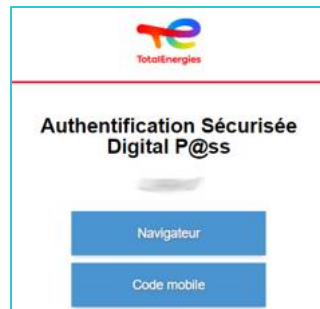 TotalEnergies
Authentification Sécurisée
Digital P@ss
Navigateur
Code mobile